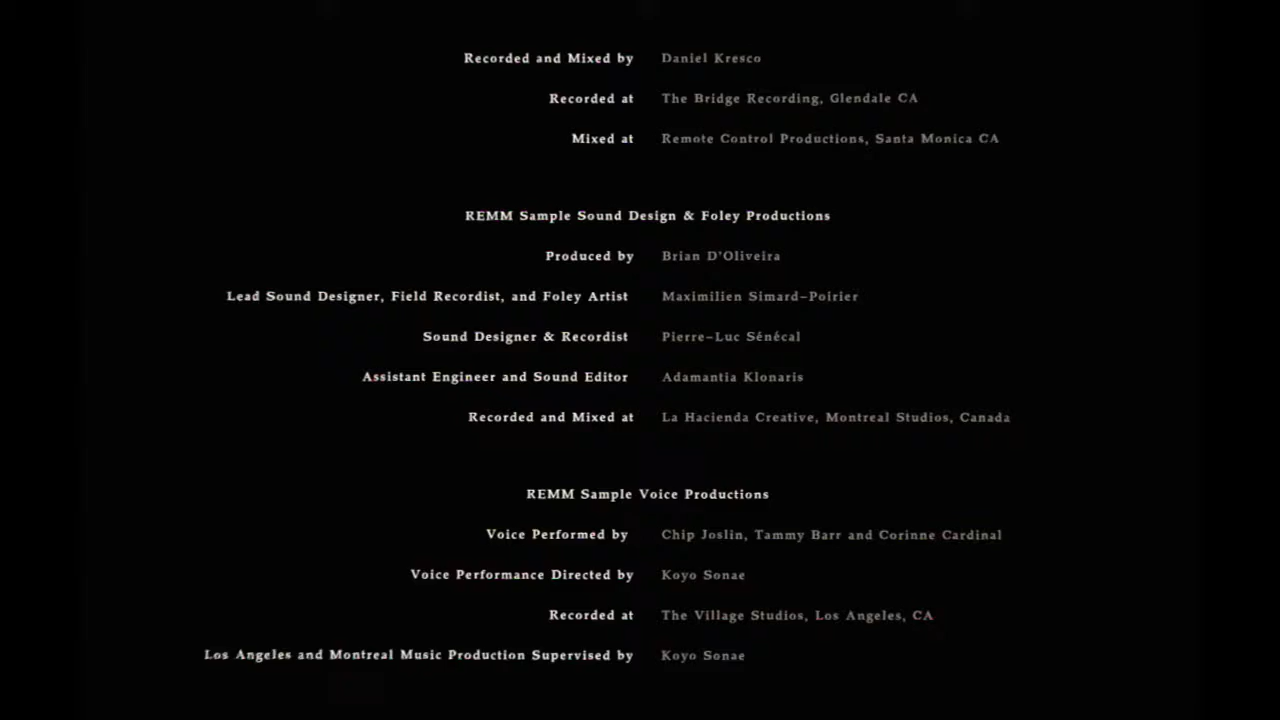 Recorded and Mixed by Daniel Kresco
Recorded at The Bridge Recording, Glendale CA
Mixed at Remote Control Productions, Santa Monica CA
REMM Sample Sound Design & Foley Productions
Produced by Brian D'Oliveira
Lead Sound Designer, Field Recordist, and Foley Artist Maximilien Simard-Poirier
Sound Designer & Recordist Pierre-Luc Sénécal
Assistant Engineer and Sound Editor Adamantia Klonaris
Recorded and Mixed at La Hacienda Creative, Montreal Studios, Canada
REMM Sample Voice Productions
Voice Performed by Chip Joslin, Tammy Barr and Corinne Cardinal
Voice Performance Directed by Koyo Sonae
Recorded at The Village Studios, Los Angeles, CA
Los Angeles and Montreal Music Production Supervised by Koyo Sonae